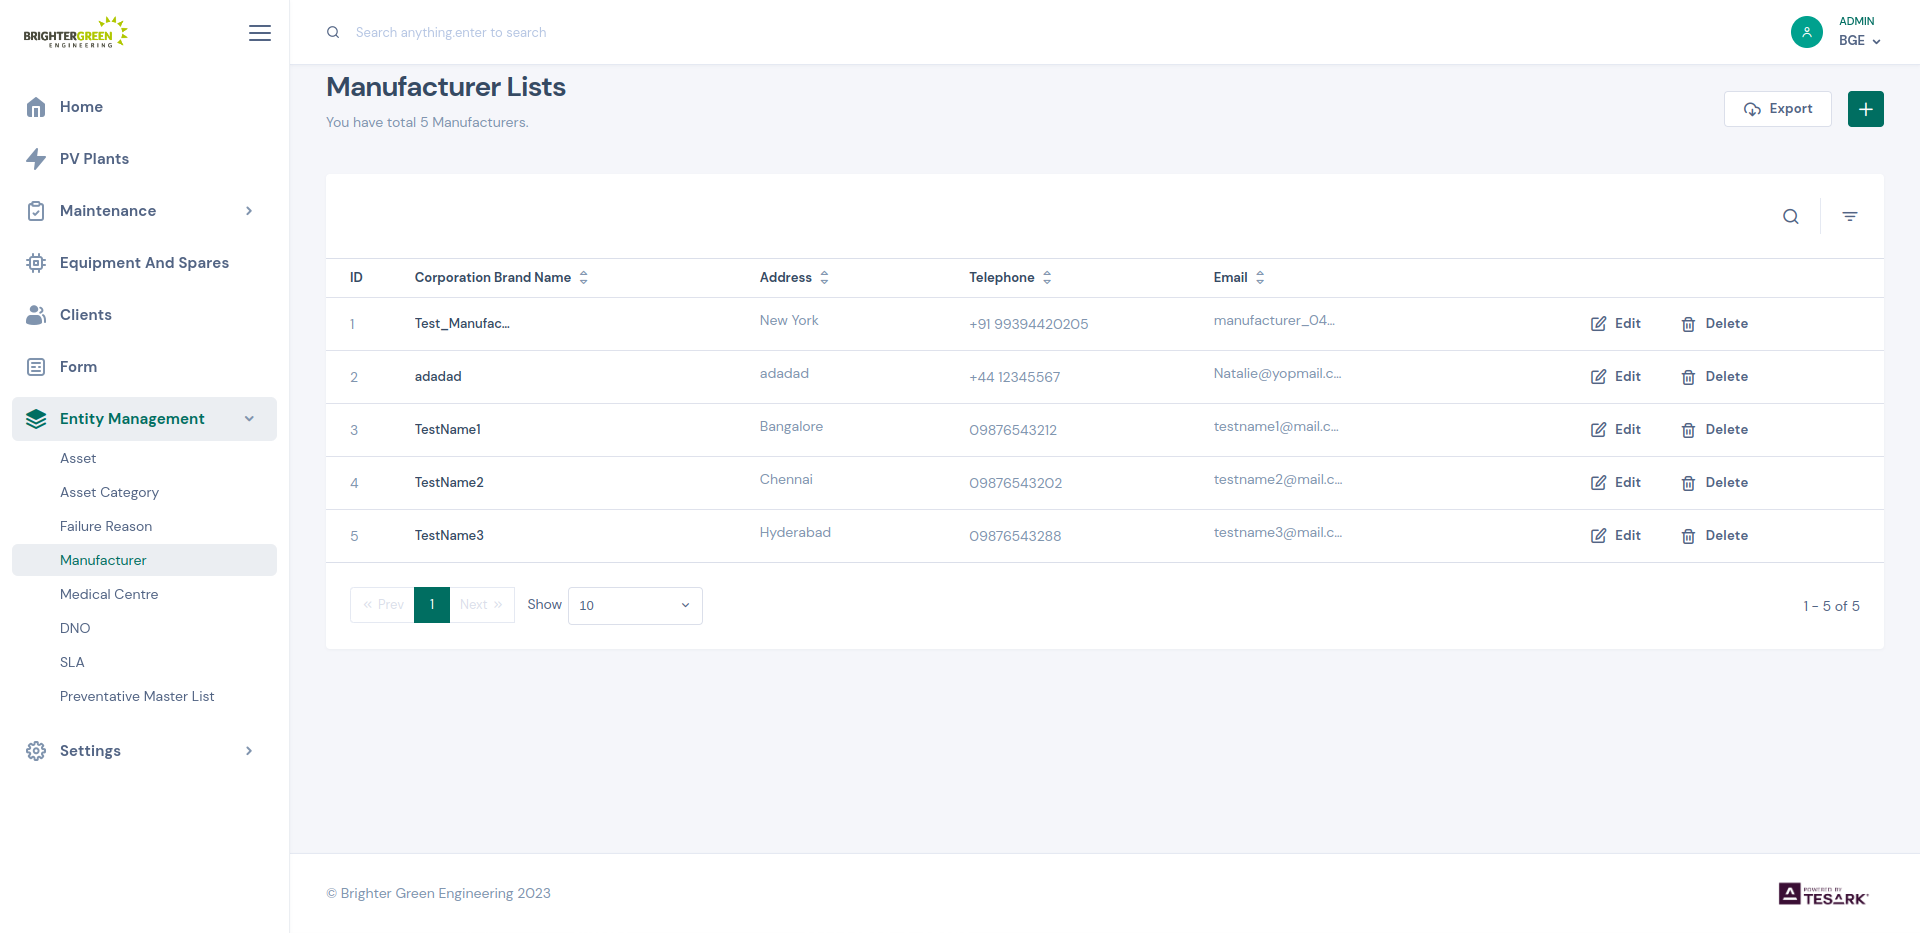 BRIGHTERGREEN
ENGINEERING
Search anything.enter to search
ADMIN
BGE
Home
PV Plants
Maintenance
Equipment And Spares
Clients
Form
Entity Management
Asset
Asset Category
Failure Reason
Manufacturer
Medical Centre
DNO
SLA
Preventative Master List
Settings
Manufacturer Lists
You have total 5 Manufacturers.
Export
ID Corporation Brand Name Address Telephone Email
1 Test_Manufac... New York +91 99394420205 manufacturer_04... Edit Delete
2 adadad adadad +44 12345567 Natalie@yopmail.c... Edit Delete
3 TestName1 Bangalore 09876543212 testname1@mail.c... Edit Delete
4 TestName2 Chennai 09876543202 testname2@mail.c... Edit Delete
5 TestName3 Hyderabad 09876543288 testname3@mail.c... Edit Delete
« Prev 1 Next » Show 10 1 - 5 of 5
© Brighter Green Engineering 2023
POWERED BY
TESARK